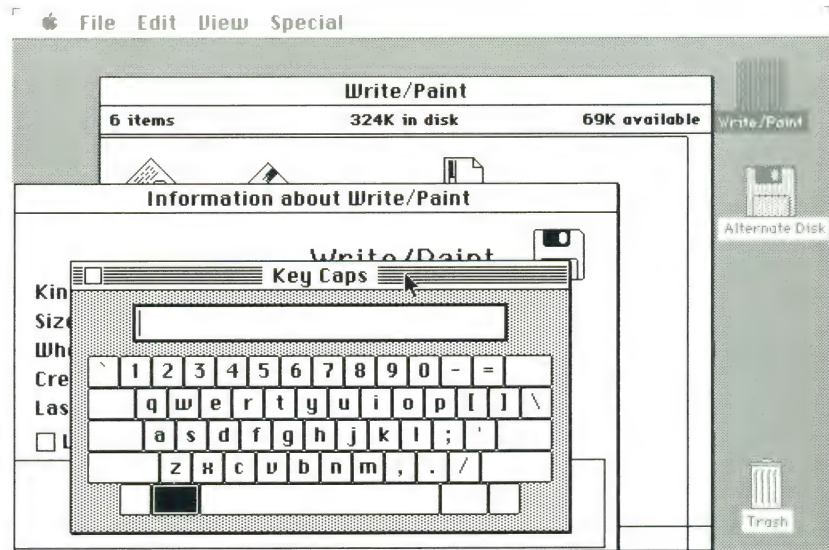 File Edit View Special
Write/Paint
6 items 324K in disk 69K available
Write/Paint
Alternate Disk
Information about Write/Paint
Write/Paint
Key Caps
Kin
Size
Cre
Las
` 1 2 3 4 5 6 7 8 9 0 - =
q w e r t y u i o p [ ] \
a s d f g h j k l ; '
z x c v b n m , . /
Trash